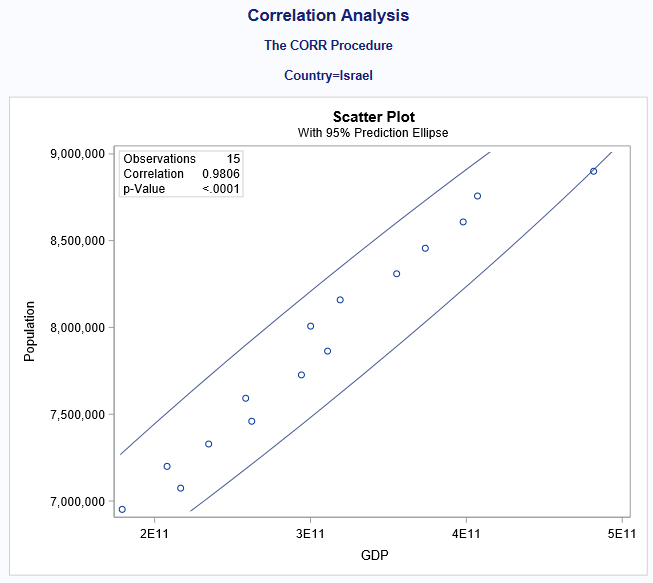 Correlation Analysis
The CORR Procedure
Country=Israel
Scatter Plot
With 95% Prediction Ellipse
Observations 15
Correlation 0.9806
p-Value <.0001
9,000,000
8,500,000
8,000,000
7,500,000
7,000,000
Population
2E11 3E11 4E11 5E11
GDP